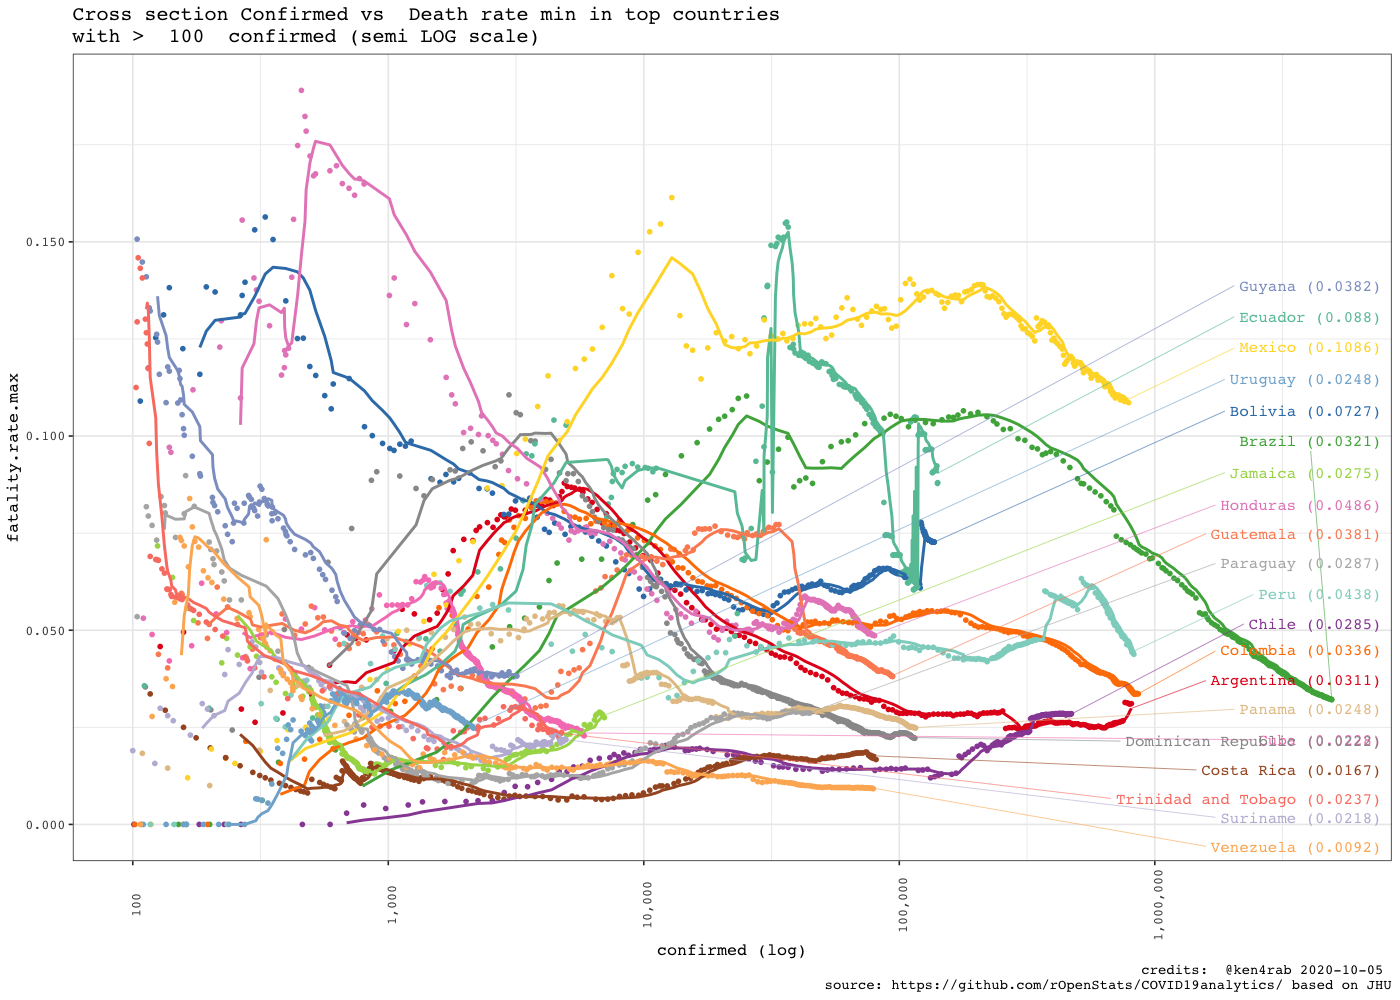 Cross section Confirmed vs  Death rate min in top countries
with >  100  confirmed (semi LOG scale)
fatality.rate.max
0.150
0.100
0.050
0.000
Guyana (0.0382)
Ecuador (0.088)
Mexico (0.1086)
Uruguay (0.0248)
Bolivia (0.0727)
Brazil (0.0321)
Jamaica (0.0275)
Honduras (0.0486)
Guatemala (0.0381)
Paraguay (0.0287)
Peru (0.0438)
Chile (0.0285)
Colombia (0.0336)
Argentina (0.0311)
Panama (0.0248)
Dominican Republic
Costa Rica (0.0167)
Trinidad and Tobago (0.0237)
Suriname (0.0218)
Venezuela (0.0092)
100
1,000
10,000
100,000
1,000,000
confirmed (log)
credits:  @ken4rab 2020-10-05
source: https://github.com/rOpenStats/COVID19analytics/ based on JHU